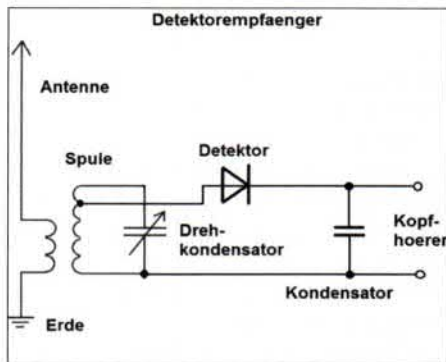 Detektorempfaenger
Antenne
Spule
Detektor
Dreh-
kondensator
Kopf-
hoerer
Kondensator
Erde